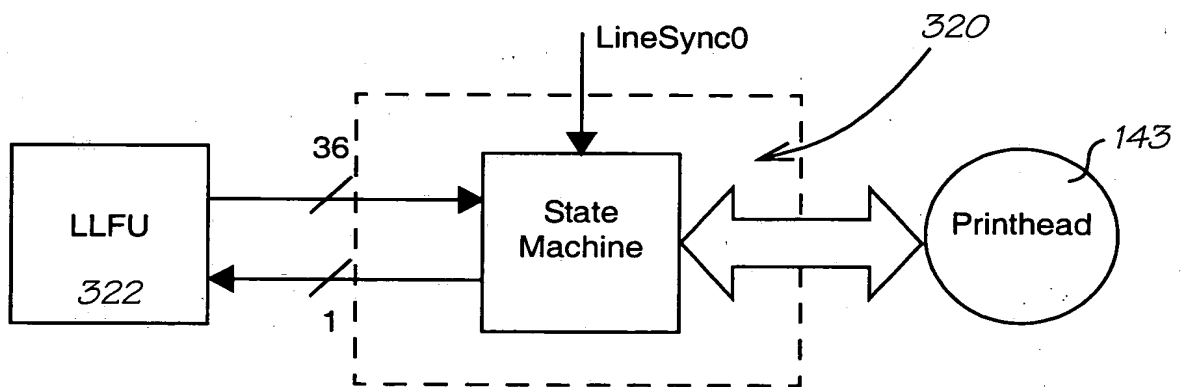 LineSync0
320
36
143
LLFU
322
State
Machine
Printhead
1